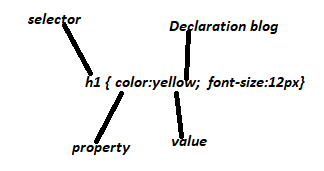 selector
Declaration blog
h1 { color:yellow; font-size:12px}
property
value